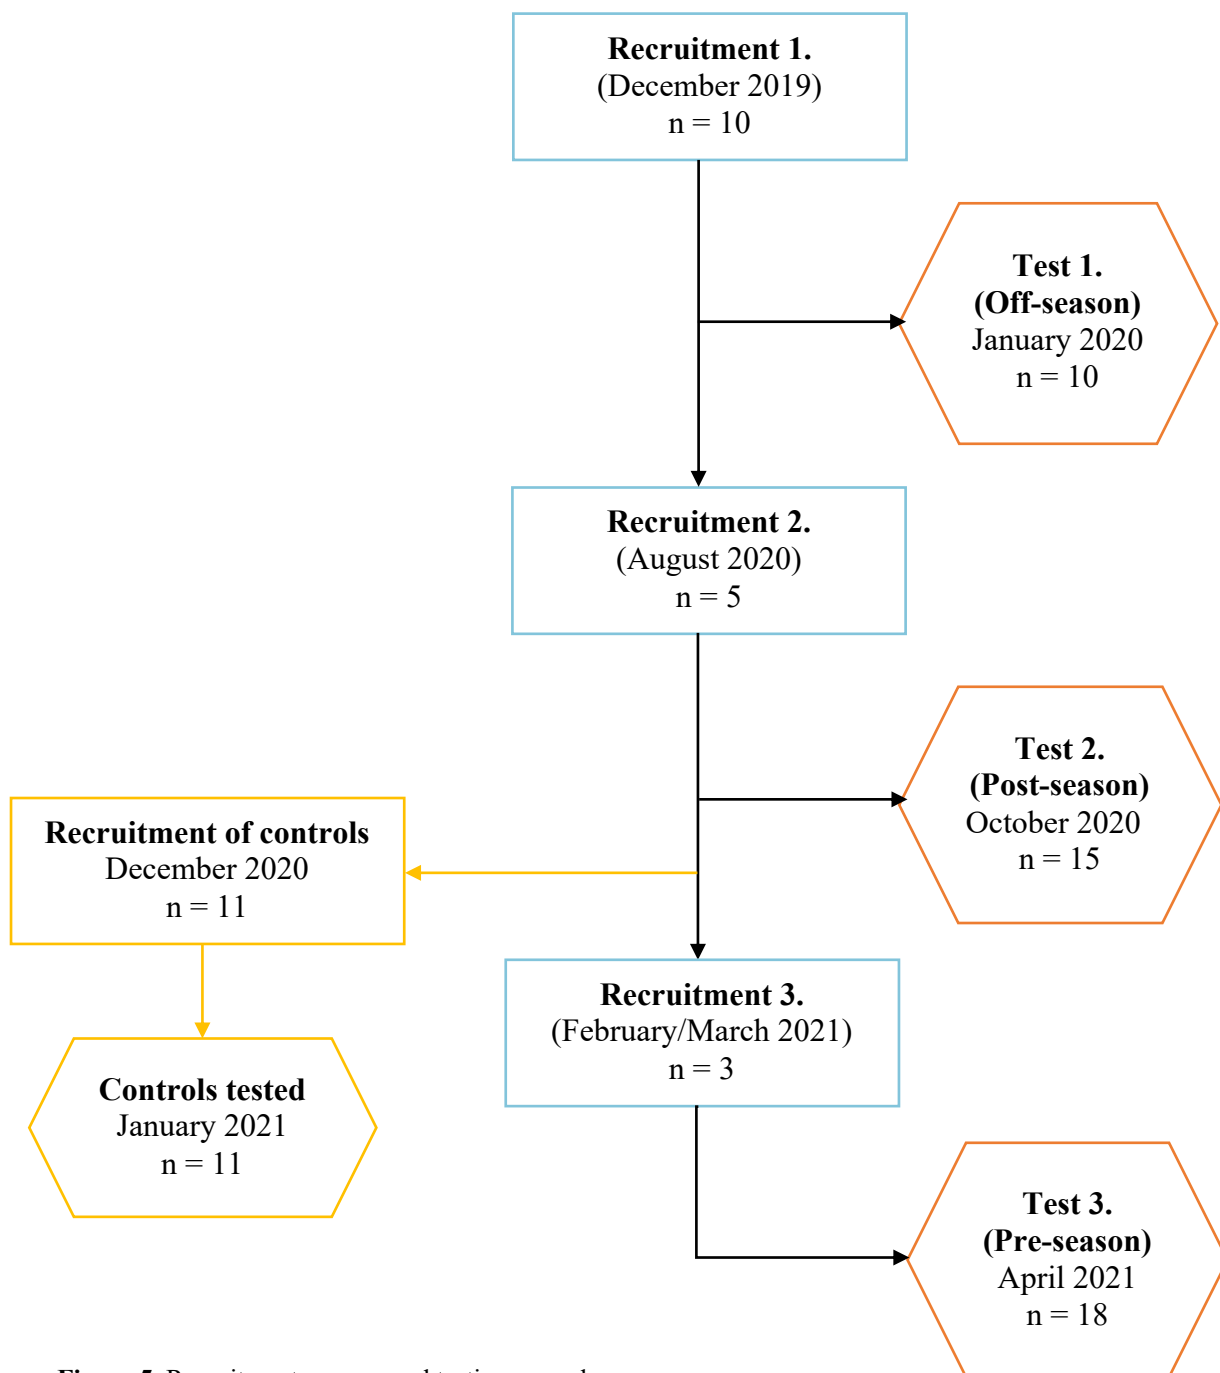 Recruitment 1.
(December 2019)
n = 10
Test 1.
(Off-season)
January 2020
n = 10
Recruitment 2.
(August 2020)
n = 5
Test 2.
(Post-season)
October 2020
n = 15
Recruitment of controls
December 2020
n = 11
Recruitment 3.
(February/March 2021)
n = 3
Controls tested
January 2021
n = 11
Test 3.
(Pre-season)
April 2021
n = 18